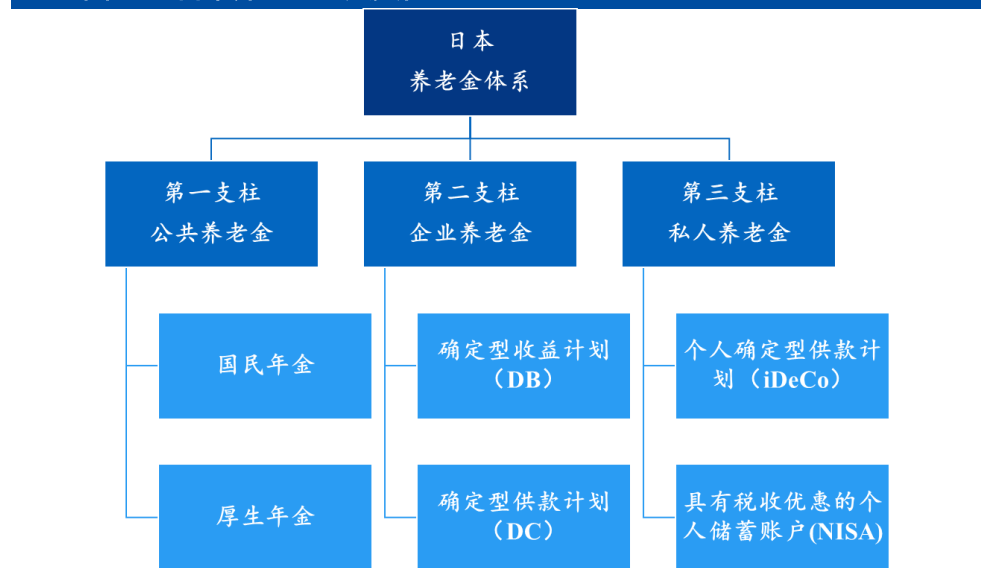 日本
养老金体系
第一支柱
公共养老金
第二支柱
企业养老金
第三支柱
私人养老金
国民年金
确定型收益计划
（DB）
个人确定型供款计
划（iDeCo）
厚生年金
确定型供款计划
（DC）
具有税收优惠的个
人储蓄账户(NISA)